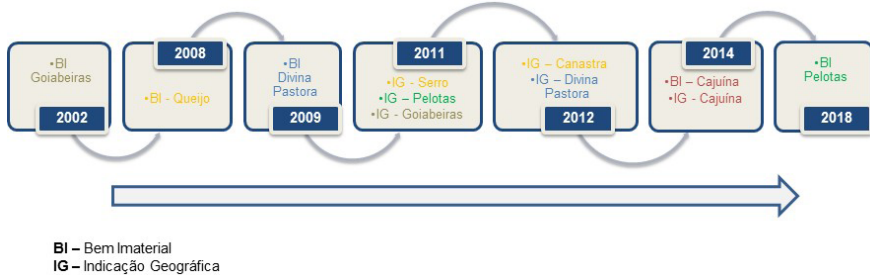 •BI
Goiabeiras
2002
2008
•BI - Queijo
•BI
Divina
Pastora
2009
2011
•IG - Serro
•IG – Pelotas
•IG - Goiabeiras
•IG – Canastra
•IG – Divina
Pastora
2012
2014
•BI – Cajuína
•IG - Cajuína
•BI
Pelotas
2018
BI – Bem Imaterial
IG – Indicação Geográfica